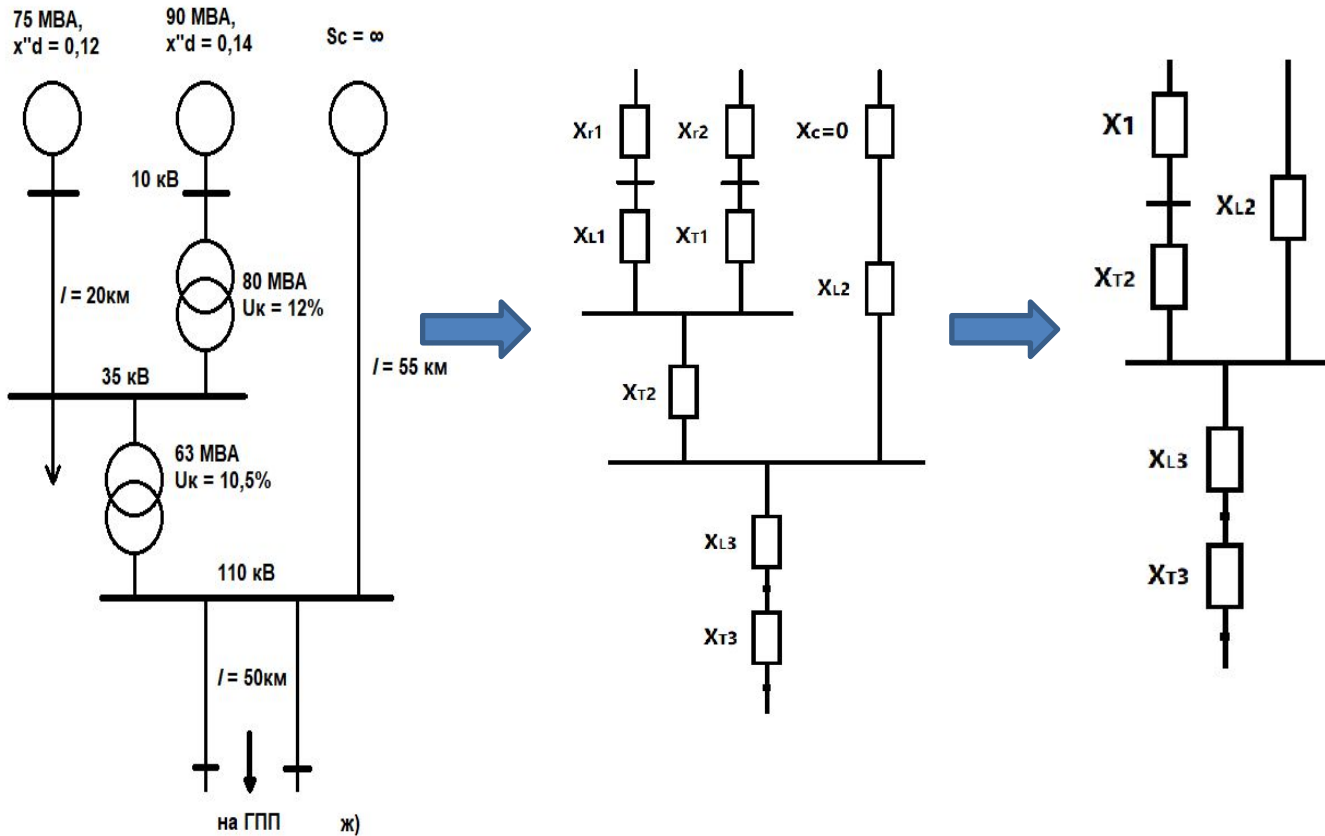 75 МВА,
x"d = 0,12
90 МВА,
x"d = 0,14
Sc = ∞
10 кВ
l = 20км
80 МВА
Uк = 12%
35 кВ
l = 55 км
63 МВА
Uк = 10,5%
110 кВ
l = 50км
на ГПП
ж)
Xг1
Xг2
Xc=0
XL1
XT1
XL2
XT2
XL3
XT3
X1
XL2
XT2
XL3
XT3